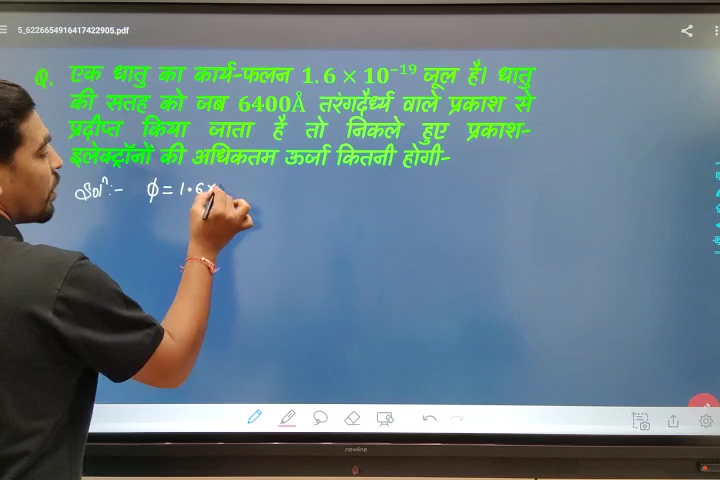 5_6226654916417422905.pdf
Q. एक धातु का कार्य-फलन 1.6 × 10⁻¹⁹ जूल है। धातु
की सतह को जब 6400Å तरंगदैर्ध्य वाले प्रकाश से
प्रदीप्त किया जाता है तो निकले हुए प्रकाश-
इलेक्ट्रॉनों की अधिकतम ऊर्जा कितनी होगी-
Solⁿ:- ϕ = 1.6×
newline